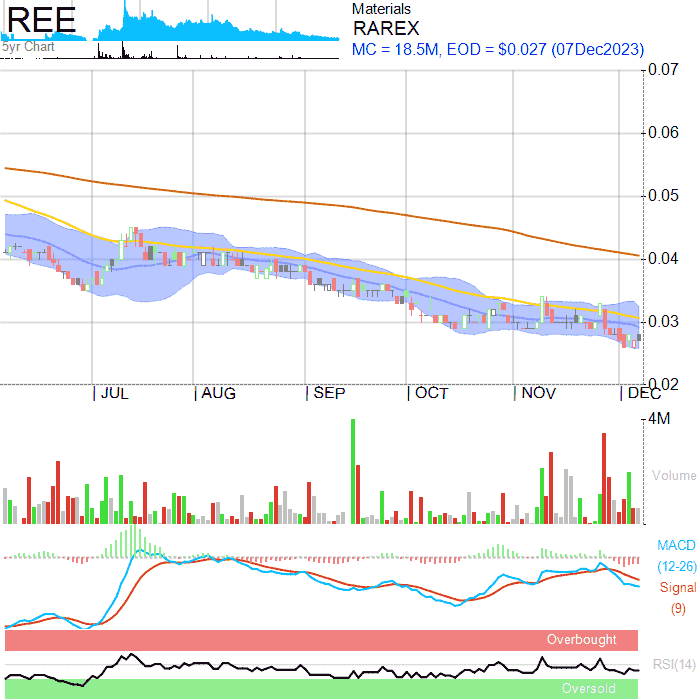 REE
5yr Chart
Materials
RAREX
MC = 18.5M, EOD = $0.027 (07Dec2023)
0.07
0.06
0.05
0.04
0.03
0.02
JUL AUG SEP OCT NOV DEC
4M
Volume
MACD
(12-26)
Signal
(9)
Overbought
RSI(14)
Oversold